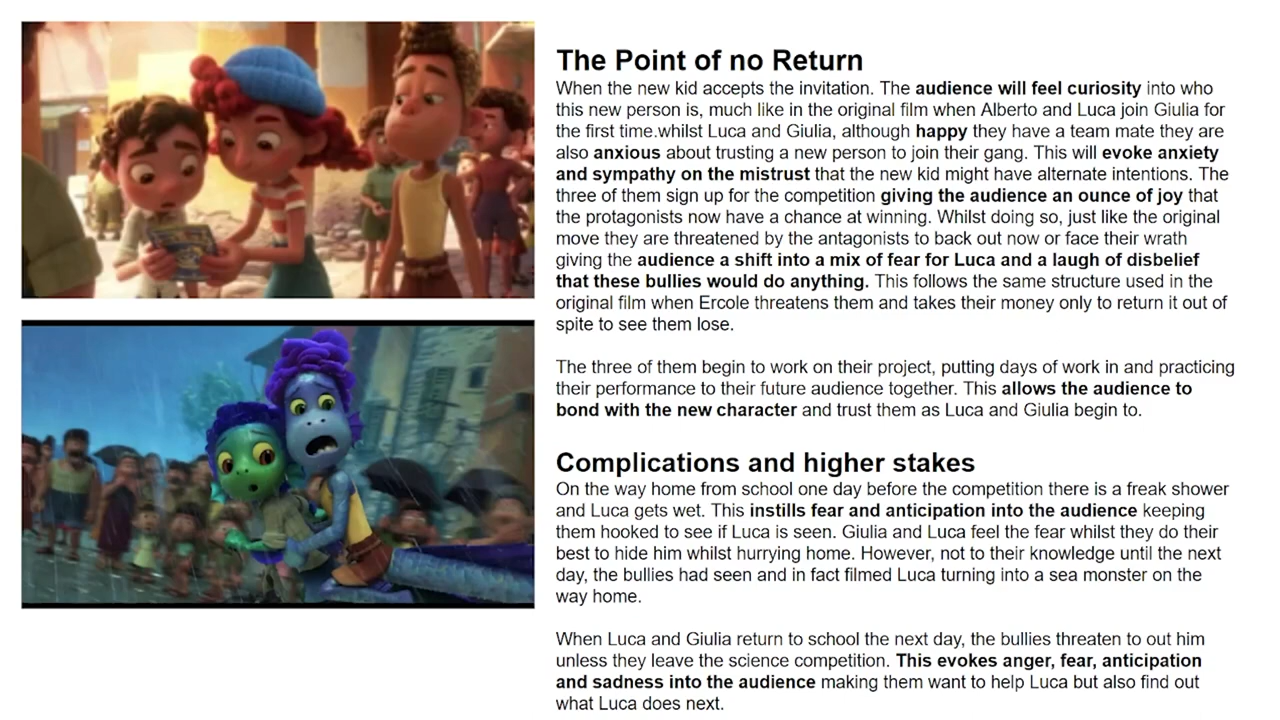 The Point of no Return
When the new kid accepts the invitation. The audience will feel curiosity into who
this new person is, much like in the original film when Alberto and Luca join Giulia for
the first time.whilst Luca and Giulia, although happy they have a team mate they are
also anxious about trusting a new person to join their gang. This will evoke anxiety
and sympathy on the mistrust that the new kid might have alternate intentions. The
three of them sign up for the competition giving the audience an ounce of joy that
the protagonists now have a chance at winning. Whilst doing so, just like the original
move they are threatened by the antagonists to back out now or face their wrath
giving the audience a shift into a mix of fear for Luca and a laugh of disbelief
that these bullies would do anything. This follows the same structure used in the
original film when Ercole threatens them and takes their money only to return it out of
spite to see them lose.
The three of them begin to work on their project, putting days of work in and practicing
their performance to their future audience together. This allows the audience to
bond with the new character and trust them as Luca and Giulia begin to.
Complications and higher stakes
On the way home from school one day before the competition there is a freak shower
and Luca gets wet. This instills fear and anticipation into the audience keeping
them hooked to see if Luca is seen. Giulia and Luca feel the fear whilst they do their
best to hide him whilst hurrying home. However, not to their knowledge until the next
day, the bullies had seen and in fact filmed Luca turning into a sea monster on the
way home.
When Luca and Giulia return to school the next day, the bullies threaten to out him
unless they leave the science competition. This evokes anger, fear, anticipation
and sadness into the audience making them want to help Luca but also find out
what Luca does next.